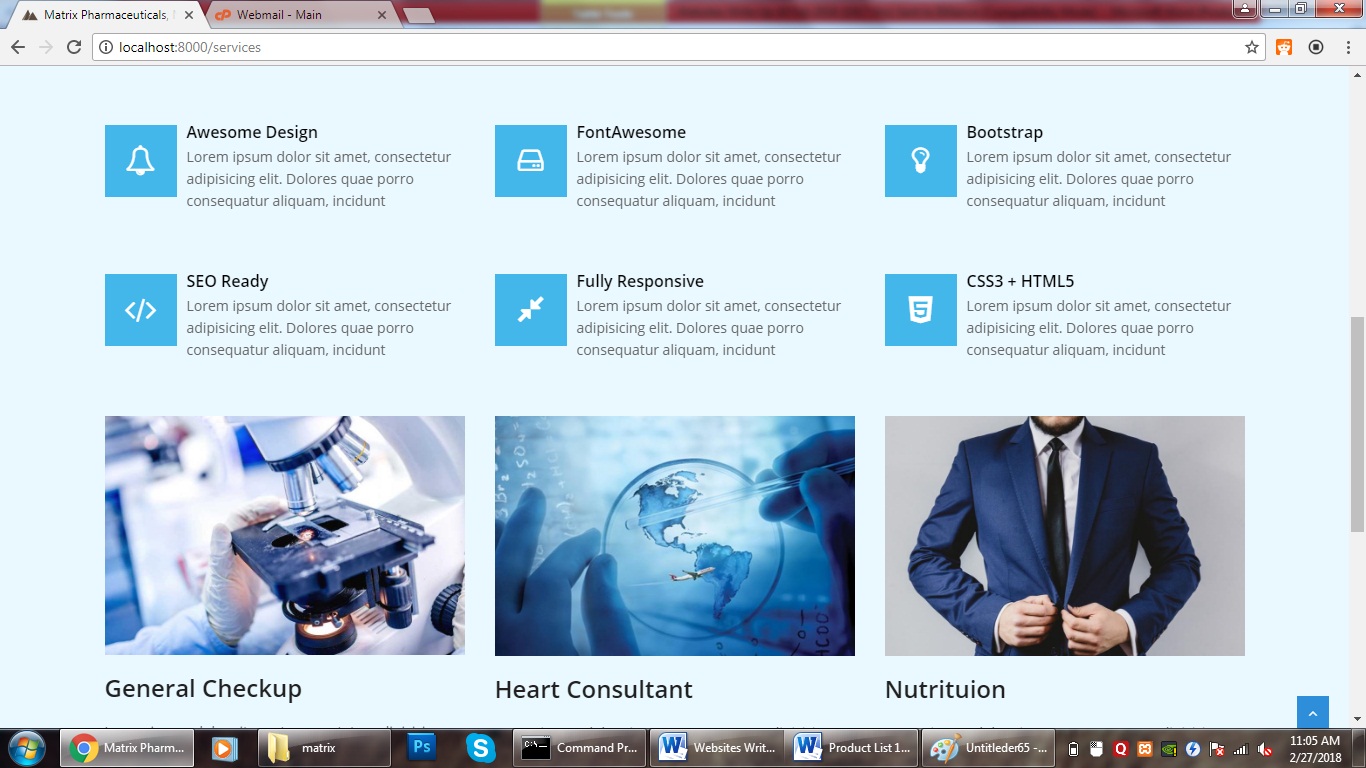 Matrix Pharmaceuticals,
Webmail - Main
localhost:8000/services
Awesome Design
Lorem ipsum dolor sit amet, consectetur
adipisicing elit. Dolores quae porro
consequatur aliquam, incidunt
FontAwesome
Lorem ipsum dolor sit amet, consectetur
adipisicing elit. Dolores quae porro
consequatur aliquam, incidunt
Bootstrap
Lorem ipsum dolor sit amet, consectetur
adipisicing elit. Dolores quae porro
consequatur aliquam, incidunt
SEO Ready
Lorem ipsum dolor sit amet, consectetur
adipisicing elit. Dolores quae porro
consequatur aliquam, incidunt
Fully Responsive
Lorem ipsum dolor sit amet, consectetur
adipisicing elit. Dolores quae porro
consequatur aliquam, incidunt
CSS3 + HTML5
Lorem ipsum dolor sit amet, consectetur
adipisicing elit. Dolores quae porro
consequatur aliquam, incidunt
General Checkup
Heart Consultant
Nutrituion
Matrix Pharm...
matrix
Ps
Command Pr...
Websites Writ...
Product List 1...
Untitleder65 -...
11:05 AM
2/27/2018